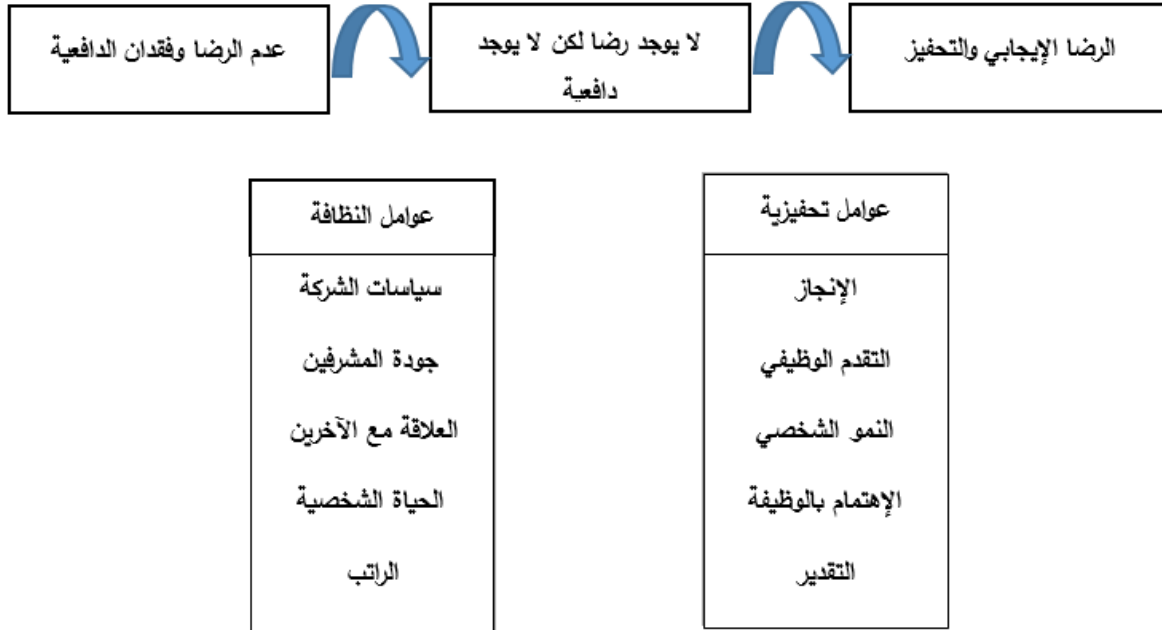 الرضا الإيجابي والتحفيز
لا يوجد رضا لكن لا يوجد
دافعية
عدم الرضا وفقدان الدافعية
عوامل تحفيزية
الإنجاز
التقدم الوظيفي
النمو الشخصي
الإهتمام بالوظيفة
التقدير
عوامل النظافة
سياسات الشركة
جودة المشرفين
العلاقة مع الآخرين
الحياة الشخصية
الراتب